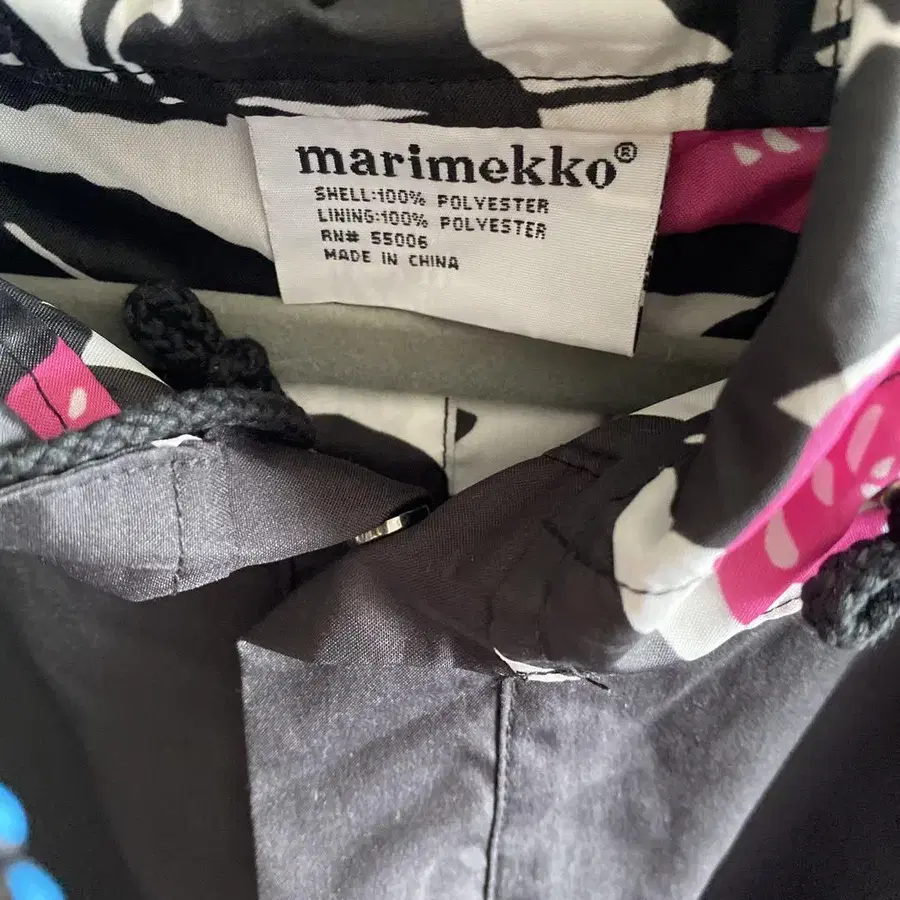 marimekko®
SHELL:100% POLYESTER
LINING:100% POLYESTER
RN# 55006
MADE IN CHINA